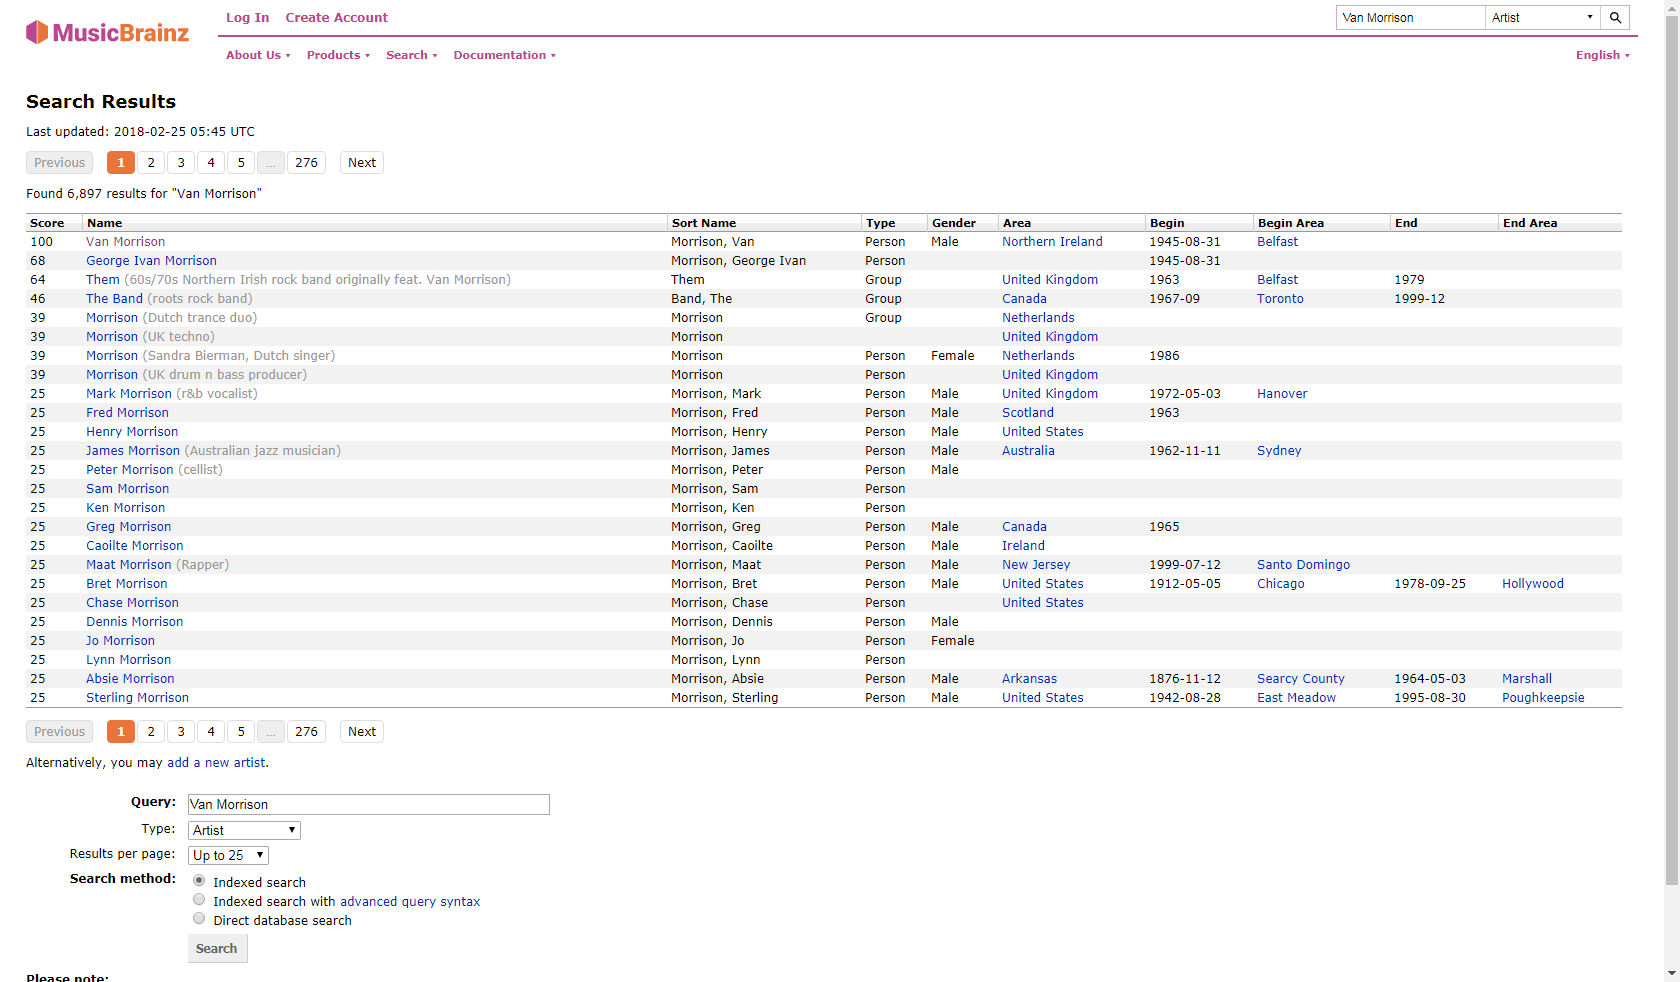 MusicBrainz
Log In Create Account
Van Morrison Artist
About Us Products Search Documentation English
Search Results
Last updated: 2018-02-25 05:45 UTC
Previous 1 2 3 4 5 ... 276 Next
Found 6,897 results for "Van Morrison"
Score Name Sort Name Type Gender Area Begin Begin Area End End Area
100 Van Morrison Morrison, Van Person Male Northern Ireland 1945-08-31 Belfast
68 George Ivan Morrison Morrison, George Ivan Person 1945-08-31
64 Them (60s/70s Northern Irish rock band originally feat. Van Morrison) Them Group United Kingdom 1963 Belfast 1979
46 The Band (roots rock band) Band, The Group Canada 1967-09 Toronto 1999-12
39 Morrison (Dutch trance duo) Morrison Group Netherlands
39 Morrison (UK techno) Morrison United Kingdom
39 Morrison (Sandra Bierman, Dutch singer) Morrison Person Female Netherlands 1986
39 Morrison (UK drum n bass producer) Morrison Person United Kingdom
25 Mark Morrison (r&b vocalist) Morrison, Mark Person Male United Kingdom 1972-05-03 Hanover
25 Fred Morrison Morrison, Fred Person Male Scotland 1963
25 Henry Morrison Morrison, Henry Person Male United States
25 James Morrison (Australian jazz musician) Morrison, James Person Male Australia 1962-11-11 Sydney
25 Peter Morrison (cellist) Morrison, Peter Person Male
25 Sam Morrison Morrison, Sam Person
25 Ken Morrison Morrison, Ken Person
25 Greg Morrison Morrison, Greg Person Male Canada 1965
25 Caoilte Morrison Morrison, Caoilte Person Male Ireland
25 Maat Morrison (Rapper) Morrison, Maat Person Male New Jersey 1999-07-12 Santo Domingo
25 Bret Morrison Morrison, Bret Person Male United States 1912-05-05 Chicago 1978-09-25 Hollywood
25 Chase Morrison Morrison, Chase Person United States
25 Dennis Morrison Morrison, Dennis Person Male
25 Jo Morrison Morrison, Jo Person Female
25 Lynn Morrison Morrison, Lynn Person
25 Absie Morrison Morrison, Absie Person Male Arkansas 1876-11-12 Searcy County 1964-05-03 Marshall
25 Sterling Morrison Morrison, Sterling Person Male United States 1942-08-28 East Meadow 1995-08-30 Poughkeepsie
Previous 1 2 3 4 5 ... 276 Next
Alternatively, you may add a new artist.
Query: Van Morrison
Type: Artist
Results per page: Up to 25
Search method: Indexed search
Indexed search with advanced query syntax
Direct database search
Search
Please note: